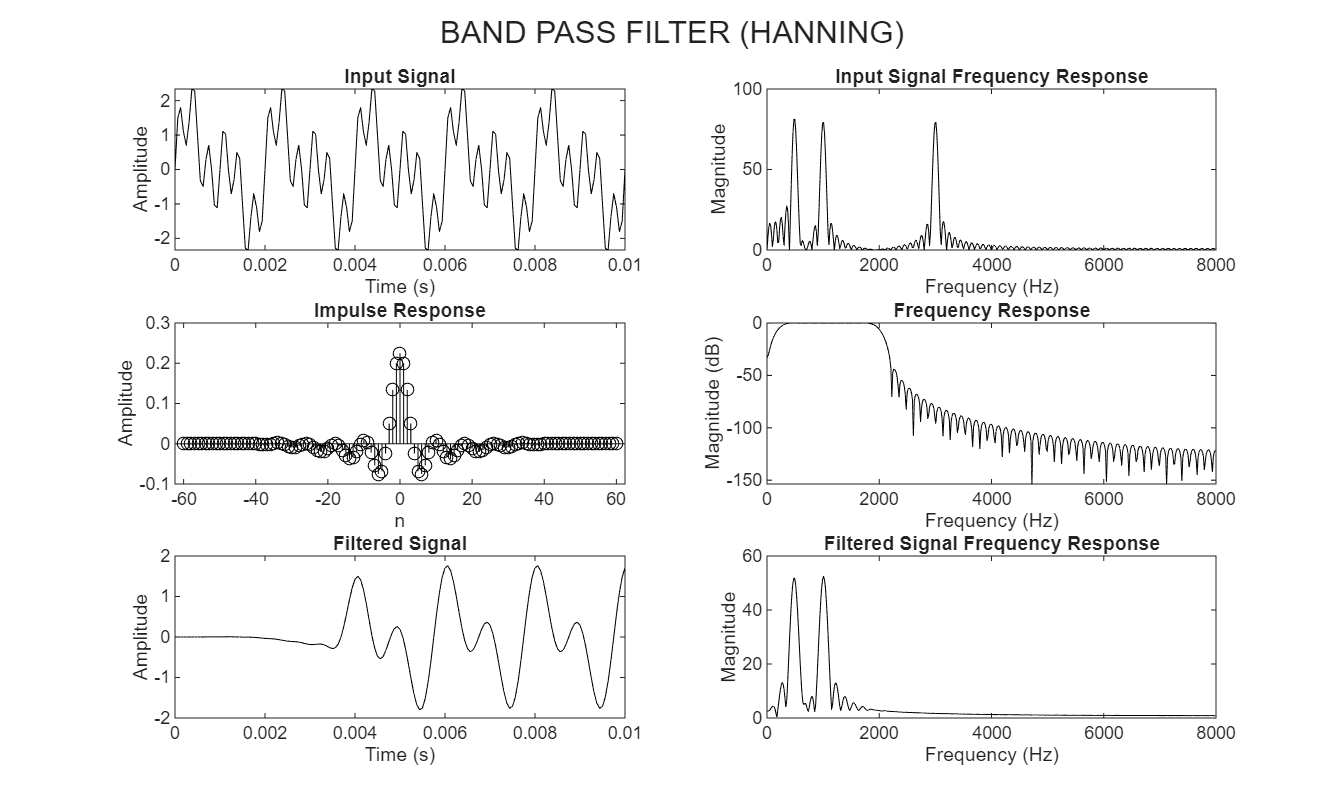 BAND PASS FILTER (HANNING)
Input Signal
Amplitude
2
1
0
-1
-2
0 0.002 0.004 0.006 0.008 0.01
Time (s)
Input Signal Frequency Response
Magnitude
100
50
0
0 2000 4000 6000 8000
Frequency (Hz)
Impulse Response
Amplitude
0.3
0.2
0.1
0
-0.1
-60 -40 -20 0 20 40 60
n
Frequency Response
Magnitude (dB)
0
-50
-100
-150
0 2000 4000 6000 8000
Frequency (Hz)
Filtered Signal
Amplitude
2
1
0
-1
-2
0 0.002 0.004 0.006 0.008 0.01
Time (s)
Filtered Signal Frequency Response
Magnitude
60
40
20
0
0 2000 4000 6000 8000
Frequency (Hz)